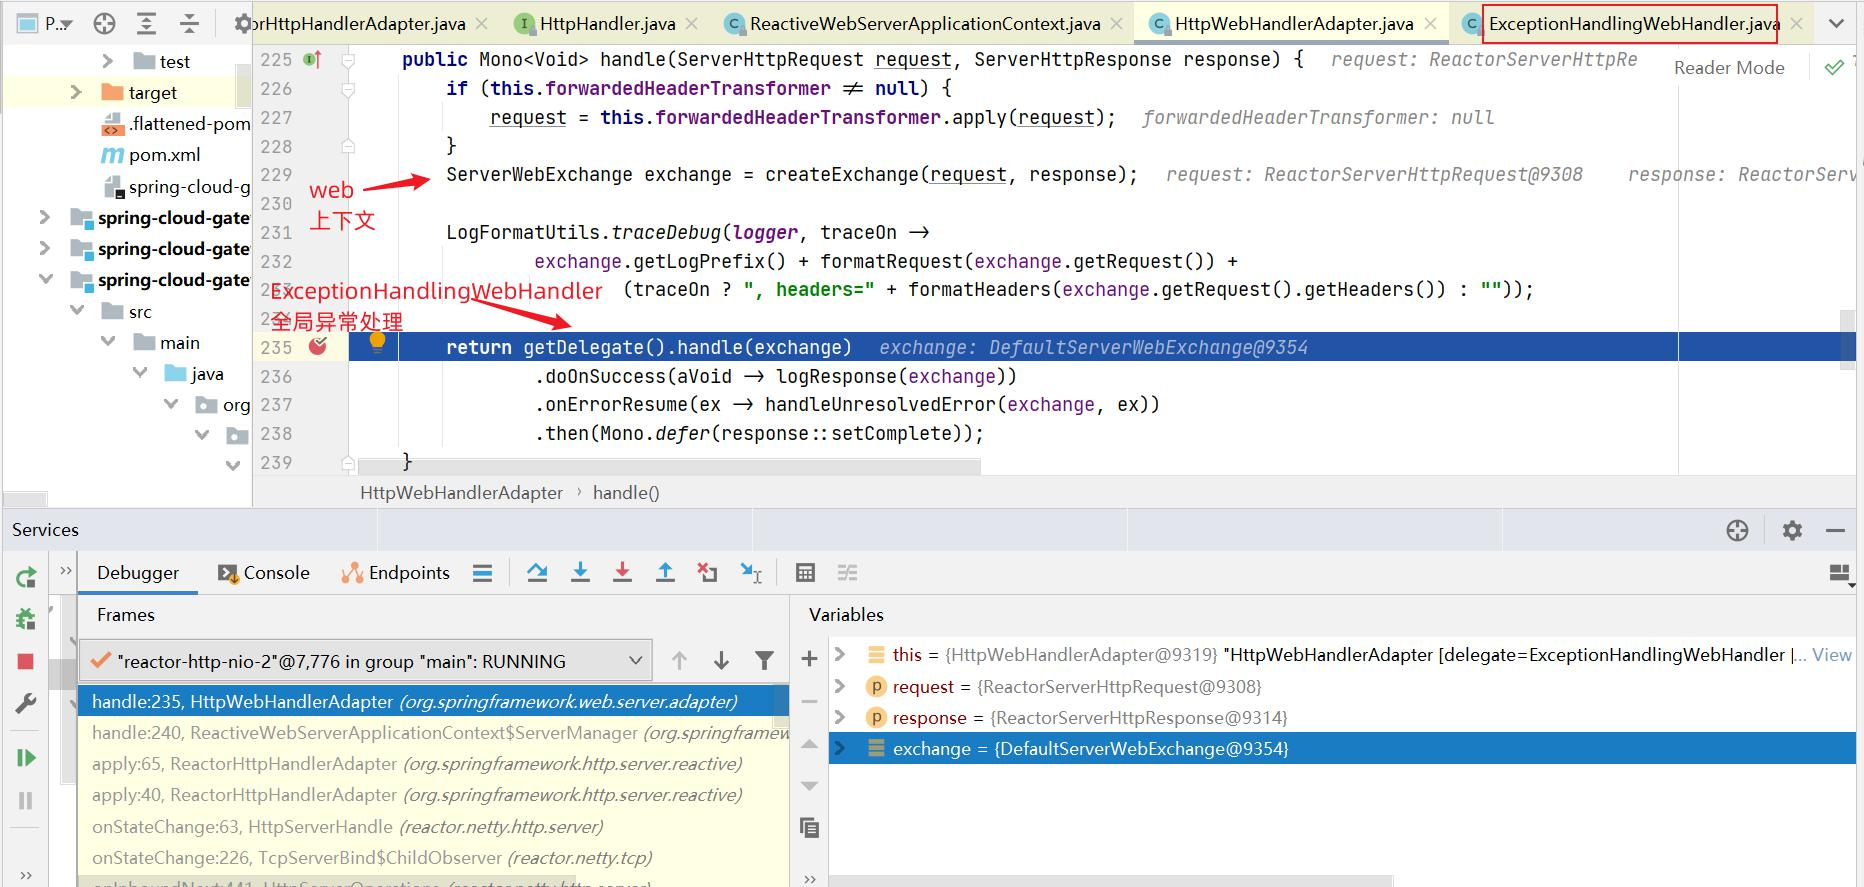 P...
orHttpHandlerAdapter.java
HttpHandler.java
ReactiveWebServerApplicationContext.java
HttpWebHandlerAdapter.java
ExceptionHandlingWebHandler.java
test
target
.flattened-pom
pom.xml
spring-cloud-g
spring-cloud-gate
spring-cloud-gate
spring-cloud-gate
src
main
java
org
Reader Mode
225 public Mono<Void> handle(ServerHttpRequest request, ServerHttpResponse response) { request: ReactorServerHttpRe
226 if (this.forwardedHeaderTransformer ≠ null) {
227 request = this.forwardedHeaderTransformer.apply(request); forwardedHeaderTransformer: null
228 }
229 ServerWebExchange exchange = createExchange(request, response); request: ReactorServerHttpRequest@9308 response: ReactorServ
web
上下文
230
231 LogFormatUtils.traceDebug(logger, traceOn →
232 exchange.getLogPrefix() + formatRequest(exchange.getRequest()) +
ExceptionHandlingWebHandler
(traceOn ? ", headers=" + formatHeaders(exchange.getRequest().getHeaders()) : ""));
全局异常处理
235 return getDelegate().handle(exchange) exchange: DefaultServerWebExchange@9354
236 .doOnSuccess(aVoid → logResponse(exchange))
237 .onErrorResume(ex → handleUnresolvedError(exchange, ex))
238 .then(Mono.defer(response::setComplete));
239 }
HttpWebHandlerAdapter › handle()
Services
Debugger
Console
Endpoints
Frames
"reactor-http-nio-2"@7,776 in group "main": RUNNING
handle:235, HttpWebHandlerAdapter (org.springframework.web.server.adapter)
handle:240, ReactiveWebServerApplicationContext$ServerManager (org.springframew
apply:65, ReactorHttpHandlerAdapter (org.springframework.http.server.reactive)
apply:40, ReactorHttpHandlerAdapter (org.springframework.http.server.reactive)
onStateChange:63, HttpServerHandle (reactor.netty.http.server)
onStateChange:226, TcpServerBind$ChildObserver (reactor.netty.tcp)
onInboundNext:441, HttpServerOperations (reactor.netty.http.server)
Variables
this = {HttpWebHandlerAdapter@9319} "HttpWebHandlerAdapter [delegate=ExceptionHandlingWebHandler [... View
request = {ReactorServerHttpRequest@9308}
response = {ReactorServerHttpResponse@9314}
exchange = {DefaultServerWebExchange@9354}